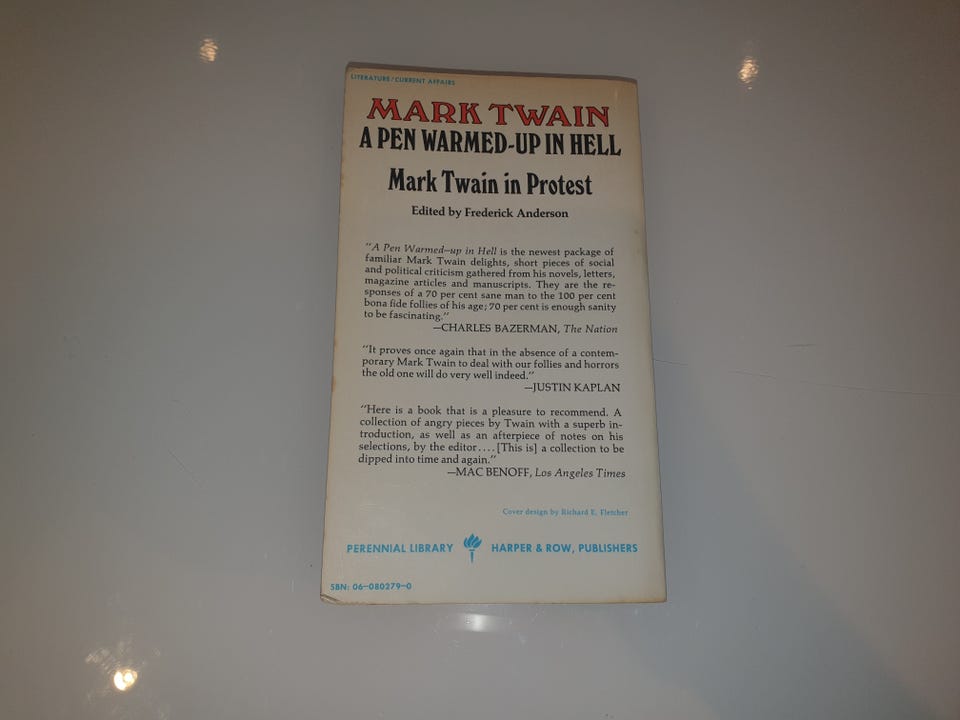 LITERATURE/CURRENT AFFAIRS
MARK TWAIN
A PEN WARMED-UP IN HELL
Mark Twain in Protest
Edited by Frederick Anderson
"A Pen Warmed-up in Hell is the newest package of
familiar Mark Twain delights, short pieces of social
and political criticism gathered from his novels, letters,
magazine articles and manuscripts. They are the re-
sponses of a 70 per cent sane man to the 100 per cent
bona fide follies of his age; 70 per cent is enough sanity
to be fascinating."
—CHARLES BAZERMAN, The Nation
"It proves once again that in the absence of a contem-
porary Mark Twain to deal with our follies and horrors
the old one will do very well indeed."
—JUSTIN KAPLAN
"Here is a book that is a pleasure to recommend. A
collection of angry pieces by Twain with a superb in-
troduction, as well as an afterpiece of notes on his
selections, by the editor.... [This is] a collection to be
dipped into time and again."
—MAC BENOFF, Los Angeles Times
Cover design by Richard E. Fletcher
PERENNIAL LIBRARY HARPER & ROW, PUBLISHERS
SBN: 06-080279-0